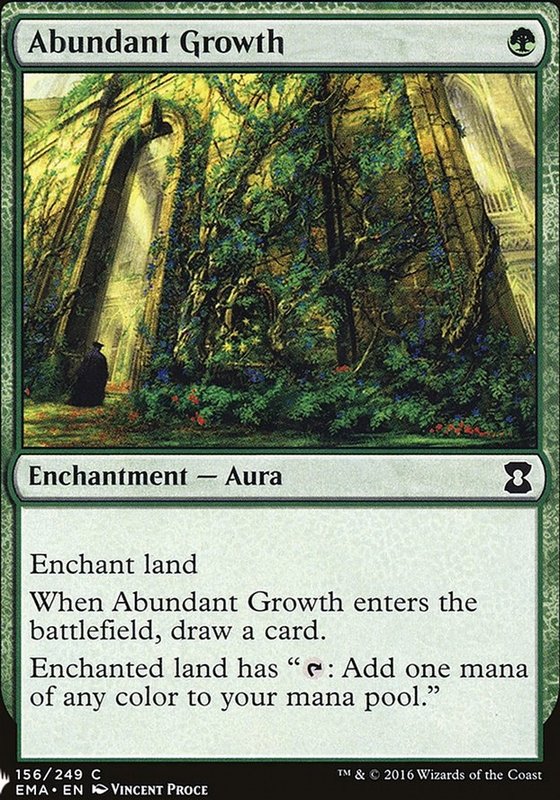 Abundant Growth
Enchantment — Aura
Enchant land
When Abundant Growth enters the
battlefield, draw a card.
Enchanted land has “: Add one mana
of any color to your mana pool.”
156/249 C
EMA • EN Vincent Proce
™ & © 2016 Wizards of the Coast